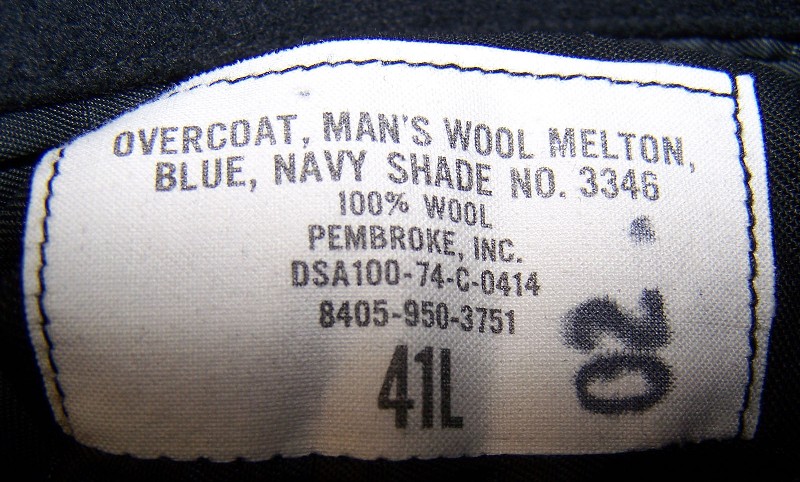 OVERCOAT, MAN'S WOOL MELTON,
BLUE, NAVY SHADE NO. 3346
100% WOOL
PEMBROKE, INC.
DSA100-74-C-0414
8405-950-3751
41L
02